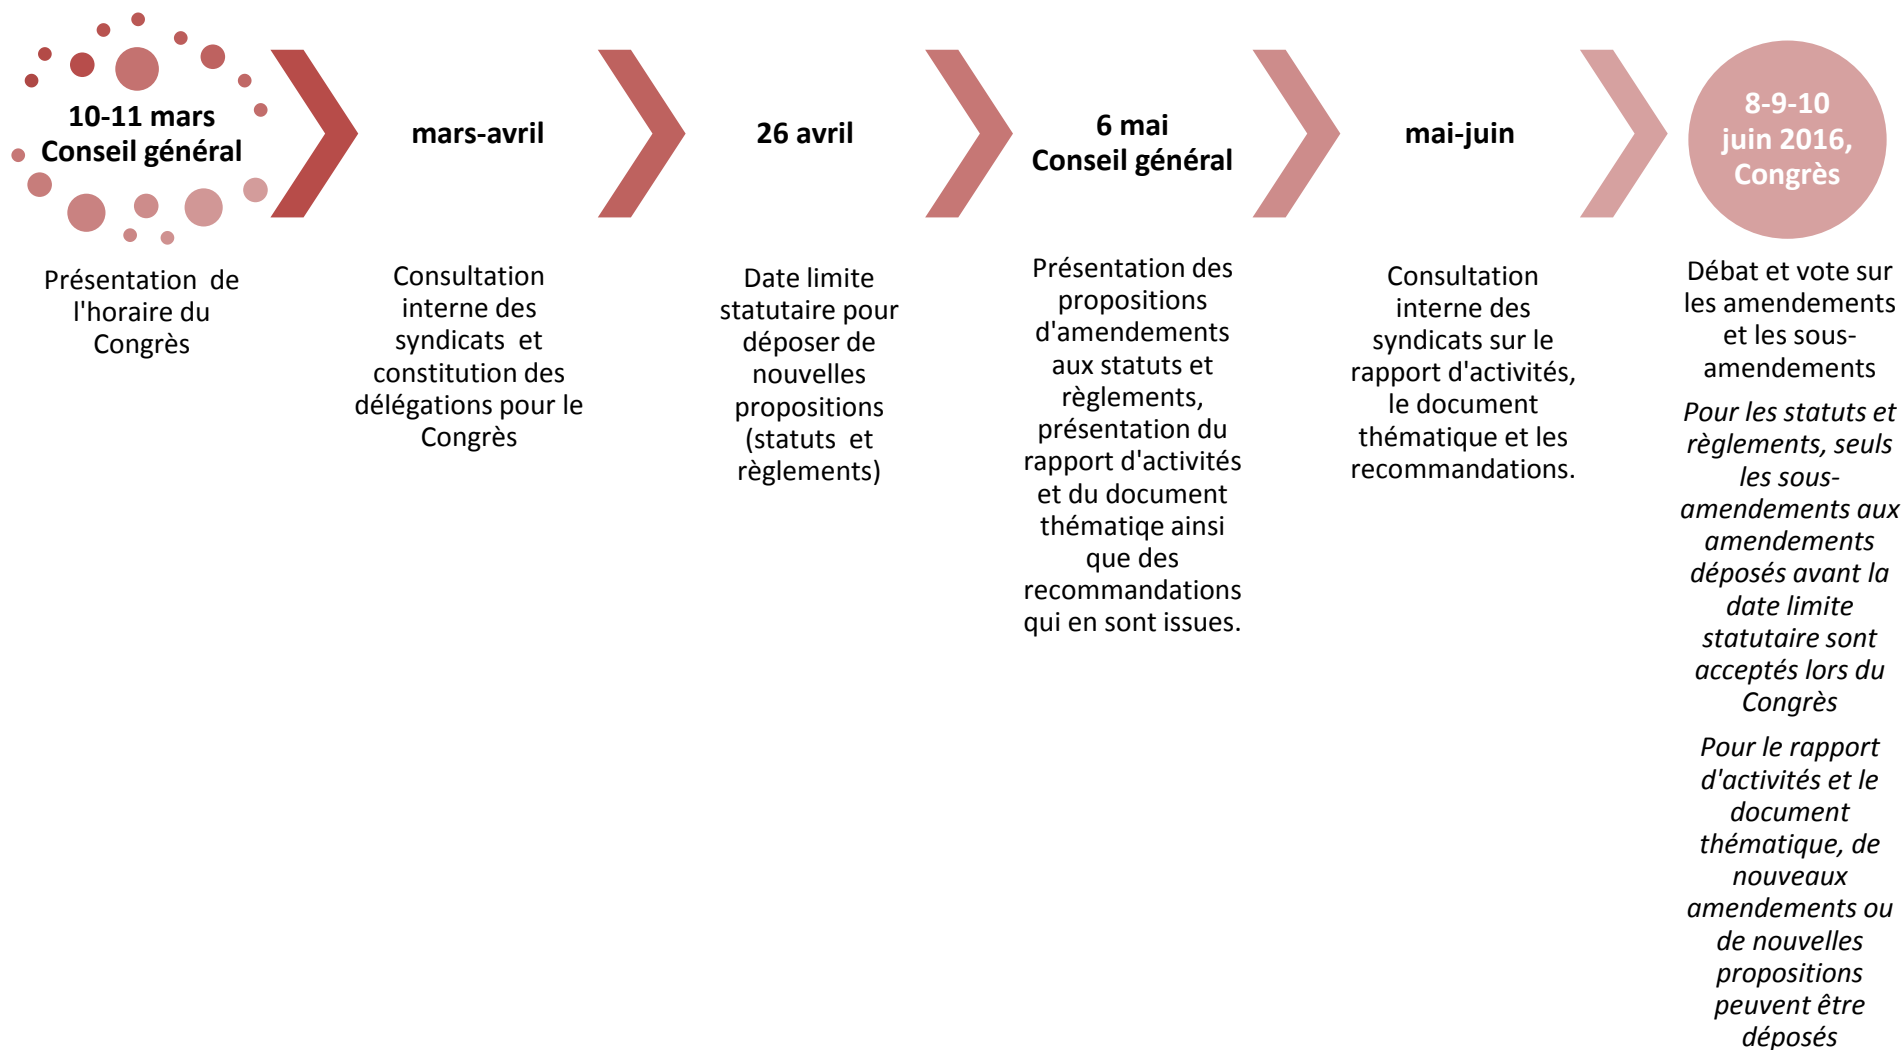 10-11 mars
Conseil général
Présentation de
l'horaire du
Congrès
mars-avril
Consultation
interne des
syndicats et
constitution des
délégations pour le
Congrès
26 avril
Date limite
statutaire pour
déposer de
nouvelles
propositions
(statuts et
règlements)
6 mai
Conseil général
Présentation des
propositions
d'amendements
aux statuts et
règlements,
présentation du
rapport d'activités
et du document
thématiqe ainsi
que des
recommandations
qui en sont issues.
mai-juin
Consultation
interne des
syndicats sur le
rapport d'activités,
le document
thématique et les
recommandations.
8-9-10
juin 2016,
Congrès
Débat et vote sur
les amendements
et les sous-
amendements
Pour les statuts et
règlements, seuls
les sous-
amendements aux
amendements
déposés avant la
date limite
statutaire sont
acceptés lors du
Congrès
Pour le rapport
d'activités et le
document
thématique, de
nouveaux
amendements ou
de nouvelles
propositions
peuvent être
déposés